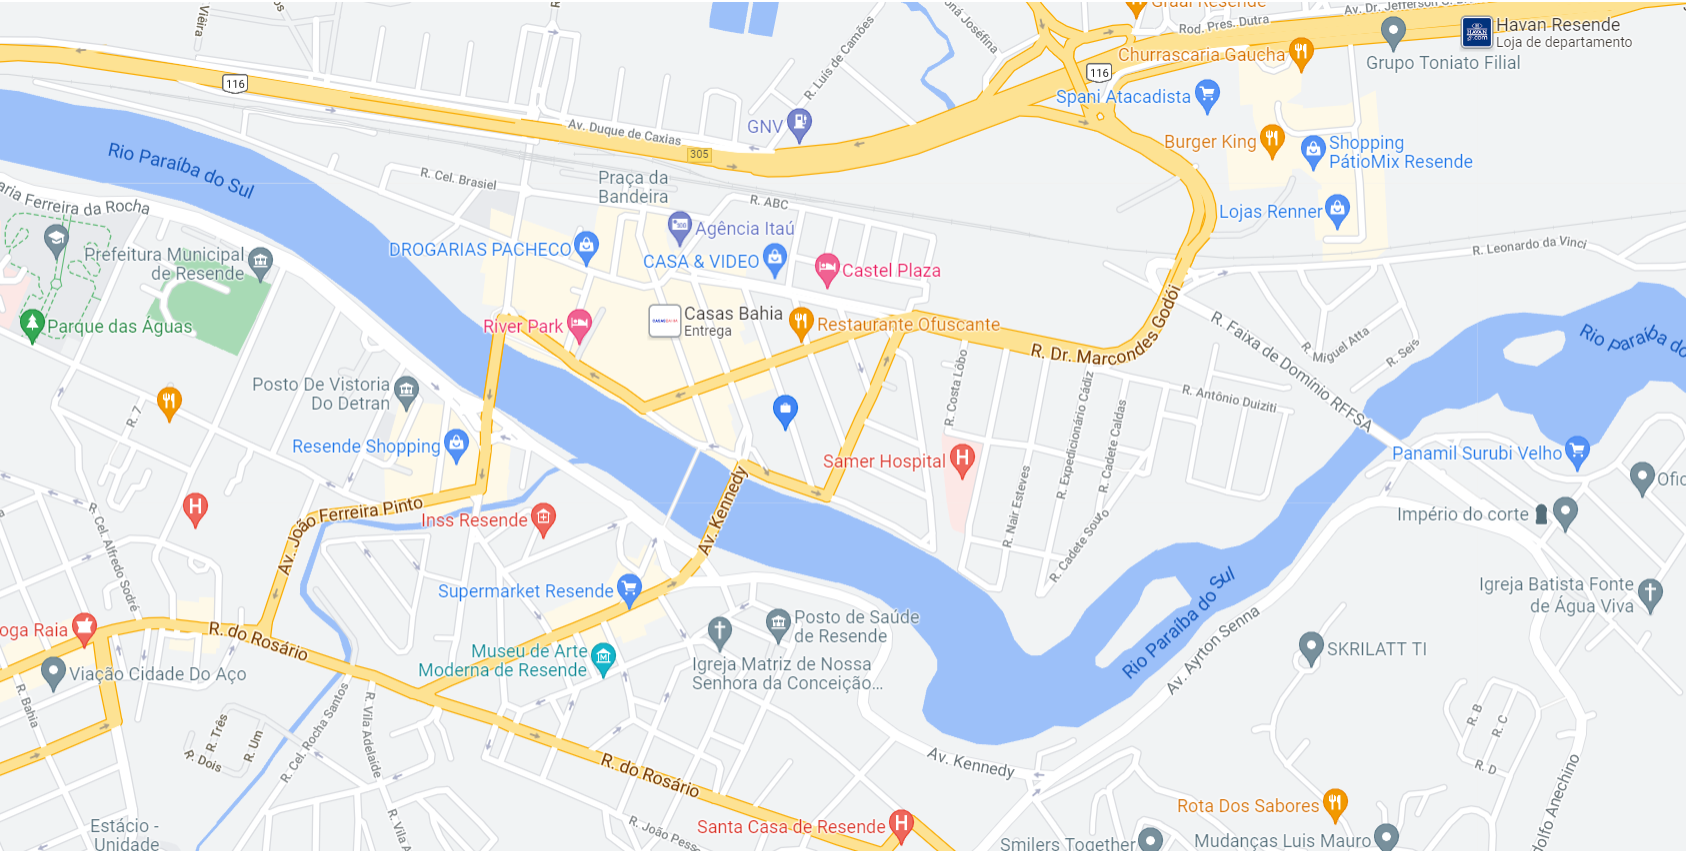 Graal Resende
Av. Dr. Jefferson G. B
Rod. Pres. Dutra
Havan Resende
Loja de departamento
Vieira
R. Luís de Camões
ná Joséfina
Churrascaria Gaucha
116
Grupo Toniato Filial
116
Spani Atacadista
GNV
Av. Duque de Caxias
305
Burger King
Shopping
PátioMix Resende
Rio Paraíba do Sul
R. Cel. Brasiel
Praça da
Bandeira
R. ABC
aria Ferreira da Rocha
Lojas Renner
Agência Itaú
R. Leonardo da Vinci
DROGARIAS PACHECO
CASA & VIDEO
Prefeitura Municipal
de Resende
Castel Plaza
Parque das Águas
River Park
Casas Bahia
Entrega
Restaurante Ofuscante
R. Dr. Marcondes Godói
R. Faixa de Domínio RFFSA
R. Miguel Atta
R. Seis
Rio Paraíba do
Posto De Vistoria
Do Detran
R. 7
R. Costa Lôbo
R. Expedicionário Cádiz
R. Cadete Caldas
R. Antônio Duiziti
Resende Shopping
Samer Hospital
H
Panamil Surubi Velho
Ofic
H
R. Nair Esteves
R. Cadete Souto
Império do corte
Av. João Ferreira Pinto
Inss Resende
Av. Kennedy
R. Cel. Alfredo Sodré
Supermarket Resende
Rio Paraíba do Sul
Igreja Batista Fonte
de Água Viva
Av. Ayrton Senna
oga Raia
R. do Rosário
Posto de Saúde
de Resende
SKRILATT TI
Museu de Arte
Moderna de Resende
Igreja Matriz de Nossa
Senhora da Conceição...
Viação Cidade Do Aço
R. Bahia
R. Três
R. Um
R. Dois
R. Cel. Rocha Santos
R. Vila Adelaide
R. B
R. C
R. D
R. do Rosário
Av. Kennedy
dolfo Anechino
Rota Dos Sabores
Estácio -
Unidade
R. Vila A
R. João Pesso
Santa Casa de Resende
H
Smilers Together
Mudanças Luis Mauro